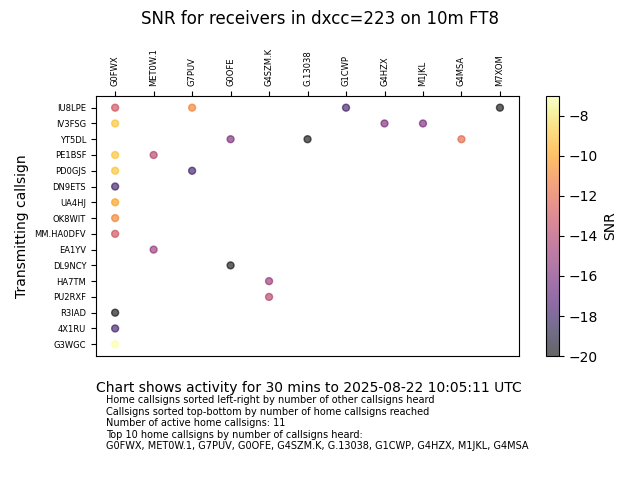 SNR for receivers in dxcc=223 on 10m FT8
G0FWX MET0W.1 G7PUV G0OFE G4SZM.K G.13038 G1CWP G4HZX M1JKL G4MSA M7XOM
Transmitting callsign
IU8LPE
IV3FSG
YT5DL
PE1BSF
PD0GJS
DN9ETS
UA4HJ
OK8WIT
MM.HA0DFV
EA1YV
DL9NCY
HA7TM
PU2RXF
R3IAD
4X1RU
G3WGC
−8
−10
−12
−14
−16
−18
−20
SNR
Chart shows activity for 30 mins to 2025-08-22 10:05:11 UTC
Home callsigns sorted left-right by number of other callsigns heard
Callsigns sorted top-bottom by number of home callsigns reached
Number of active home callsigns: 11
Top 10 home callsigns by number of callsigns heard:
G0FWX, MET0W.1, G7PUV, G0OFE, G4SZM.K, G.13038, G1CWP, G4HZX, M1JKL, G4MSA